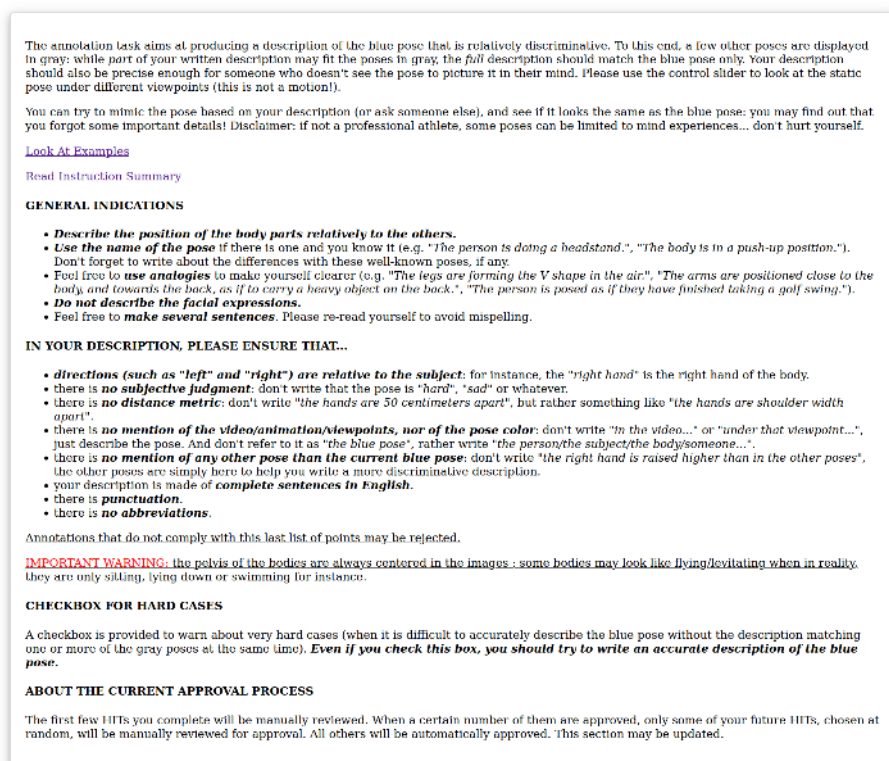 The annotation task aims at producing a description of the blue pose that is relatively discriminative. To this end, a few other poses are displayed
in gray: while part of your written description may fit the poses in gray, the full description should match the blue pose only. Your description
should also be precise enough for someone who doesn't see the pose to picture it in their mind. Please use the control slider to look at the static
pose under different viewpoints (this is not a motion!).
You can try to mimic the pose based on your description (or ask someone else), and see if it looks the same as the blue pose: you may find out that
you forgot some important details! Disclaimer: if not a professional athlete, some poses can be limited to mind experiences... don't hurt yourself.
Look At Examples
Read Instruction Summary
GENERAL INDICATIONS
• Describe the position of the body parts relatively to the others.
• Use the name of the pose if there is one and you know it (e.g. "The person is doing a headstand.", "The body is in a push-up position.").
Don't forget to write about the differences with these well-known poses, if any.
• Feel free to use analogies to make yourself clearer (e.g. "The legs are forming the V shape in the air.", "The arms are positioned close to the
body, and towards the back, as if to carry a heavy object on the back.", "The person is posed as if they have finished taking a golf swing.").
• Do not describe the facial expressions.
• Feel free to make several sentences. Please re-read yourself to avoid mispelling.
IN YOUR DESCRIPTION, PLEASE ENSURE THAT...
• directions (such as "left" and "right") are relative to the subject: for instance, the "right hand" is the right hand of the body.
• there is no subjective judgment: don't write that the pose is "hard", "sad" or whatever.
• there is no distance metric: don't write "the hands are 50 centimeters apart", but rather something like "the hands are shoulder width
apart".
• there is no mention of the video/animation/viewpoints, nor of the pose color: don't write "in the video..." or "under that viewpoint...",
just describe the pose. And don't refer to it as "the blue pose", rather write "the person/the subject/the body/someone...".
• there is no mention of any other pose than the current blue pose: don't write "the right hand is raised higher than in the other poses",
the other poses are simply here to help you write a more discriminative description.
• your description is made of complete sentences in English.
• there is punctuation.
• there is no abbreviations.
Annotations that do not comply with this last list of points may be rejected.
IMPORTANT WARNING: the pelvis of the bodies are always centered in the images : some bodies may look like flying/levitating when in reality,
they are only sitting, lying down or swimming for instance.
CHECKBOX FOR HARD CASES
A checkbox is provided to warn about very hard cases (when it is difficult to accurately describe the blue pose without the description matching
one or more of the gray poses at the same time). Even if you check this box, you should try to write an accurate description of the blue
pose.
ABOUT THE CURRENT APPROVAL PROCESS
The first few HITs you complete will be manually reviewed. When a certain number of them are approved, only some of your future HITs, chosen at
random, will be manually reviewed for approval. All others will be automatically approved. This section may be updated.